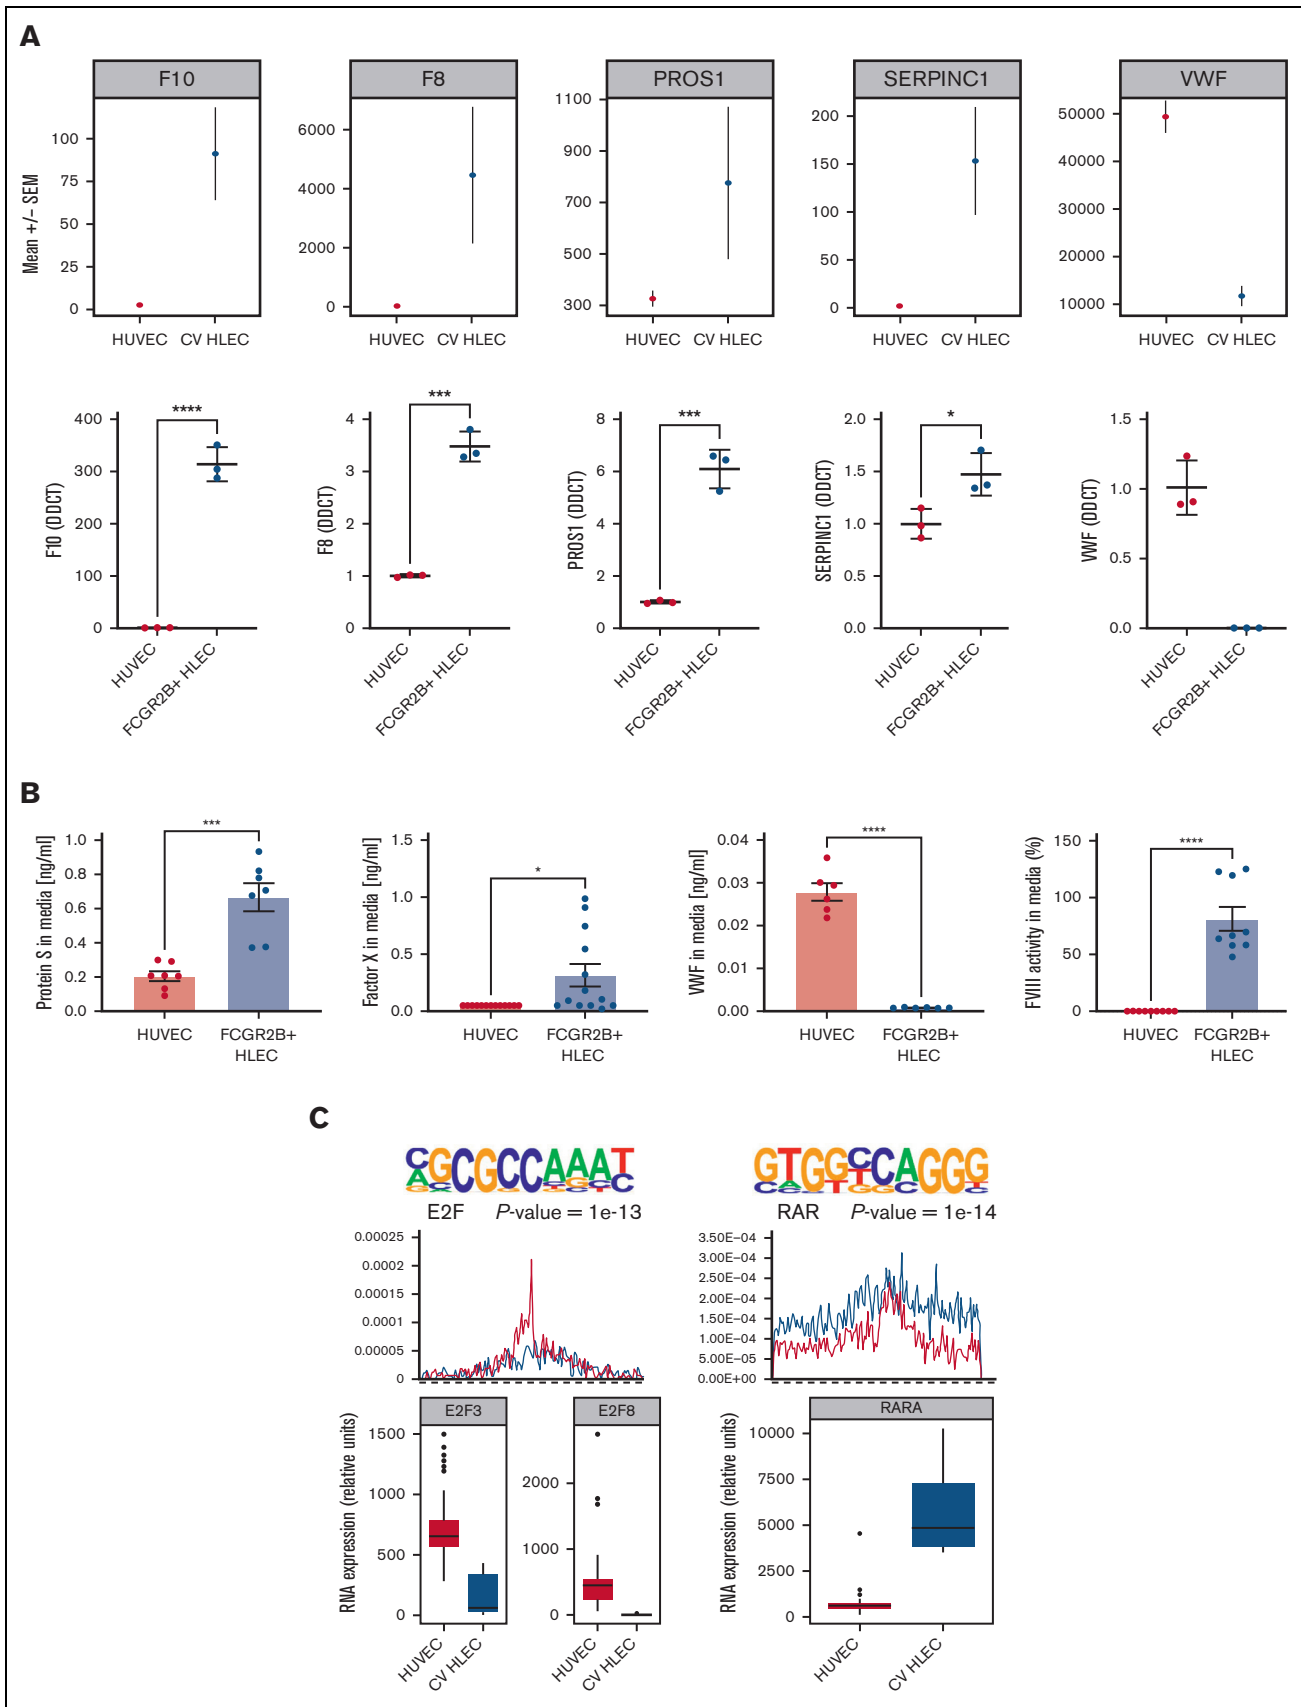 A
F10
F8
PROS1
SERPINC1
VWF
Mean +/− SEM
100
75
50
25
0
HUVEC
CV HLEC
6000
4000
2000
0
HUVEC
CV HLEC
1100
900
700
500
300
HUVEC
CV HLEC
200
150
100
50
0
HUVEC
CV HLEC
50000
40000
30000
20000
10000
HUVEC
CV HLEC
F10 (DDCT)
400
300
200
100
0
****
HUVEC
FCGR2B+ HLEC
F8 (DDCT)
4
3
2
1
0
***
HUVEC
FCGR2B+ HLEC
PROS1 (DDCT)
8
6
4
2
0
***
HUVEC
FCGR2B+ HLEC
SERPINC1 (DDCT)
2.0
1.5
1.0
0.5
0.0
*
HUVEC
FCGR2B+ HLEC
VWF (DDCT)
1.5
1.0
0.5
0.0
HUVEC
FCGR2B+ HLEC
B
Protein S in media [ng/ml]
1.0
0.8
0.6
0.4
0.2
0.0
***
HUVEC
FCGR2B+
HLEC
Factor X in media [ng/ml]
1.5
1.0
0.5
0.0
*
HUVEC
FCGR2B+
HLEC
VWF in media [ng/ml]
0.04
0.03
0.02
0.01
0.00
****
HUVEC
FCGR2B+
HLEC
FVIII activity in media (%)
150
100
50
0
****
HUVEC
FCGR2B+
HLEC
C
CGCGCCAAAT
E2F P-value = 1e-13
0.00025
0.0002
0.00015
0.0001
0.00005
0
GTGGCCAGGG
RAR P-value = 1e-14
3.50E−04
3.00E−04
2.50E−04
2.00E−04
1.50E−04
1.00E−04
5.00E−05
0.00E+00
RNA expression (relative units)
E2F3
1500
1000
500
0
HUVEC
CV HLEC
E2F8
2000
1000
0
HUVEC
CV HLEC
RNA expression (relative units)
RARA
10000
7500
5000
2500
0
HUVEC
CV HLEC